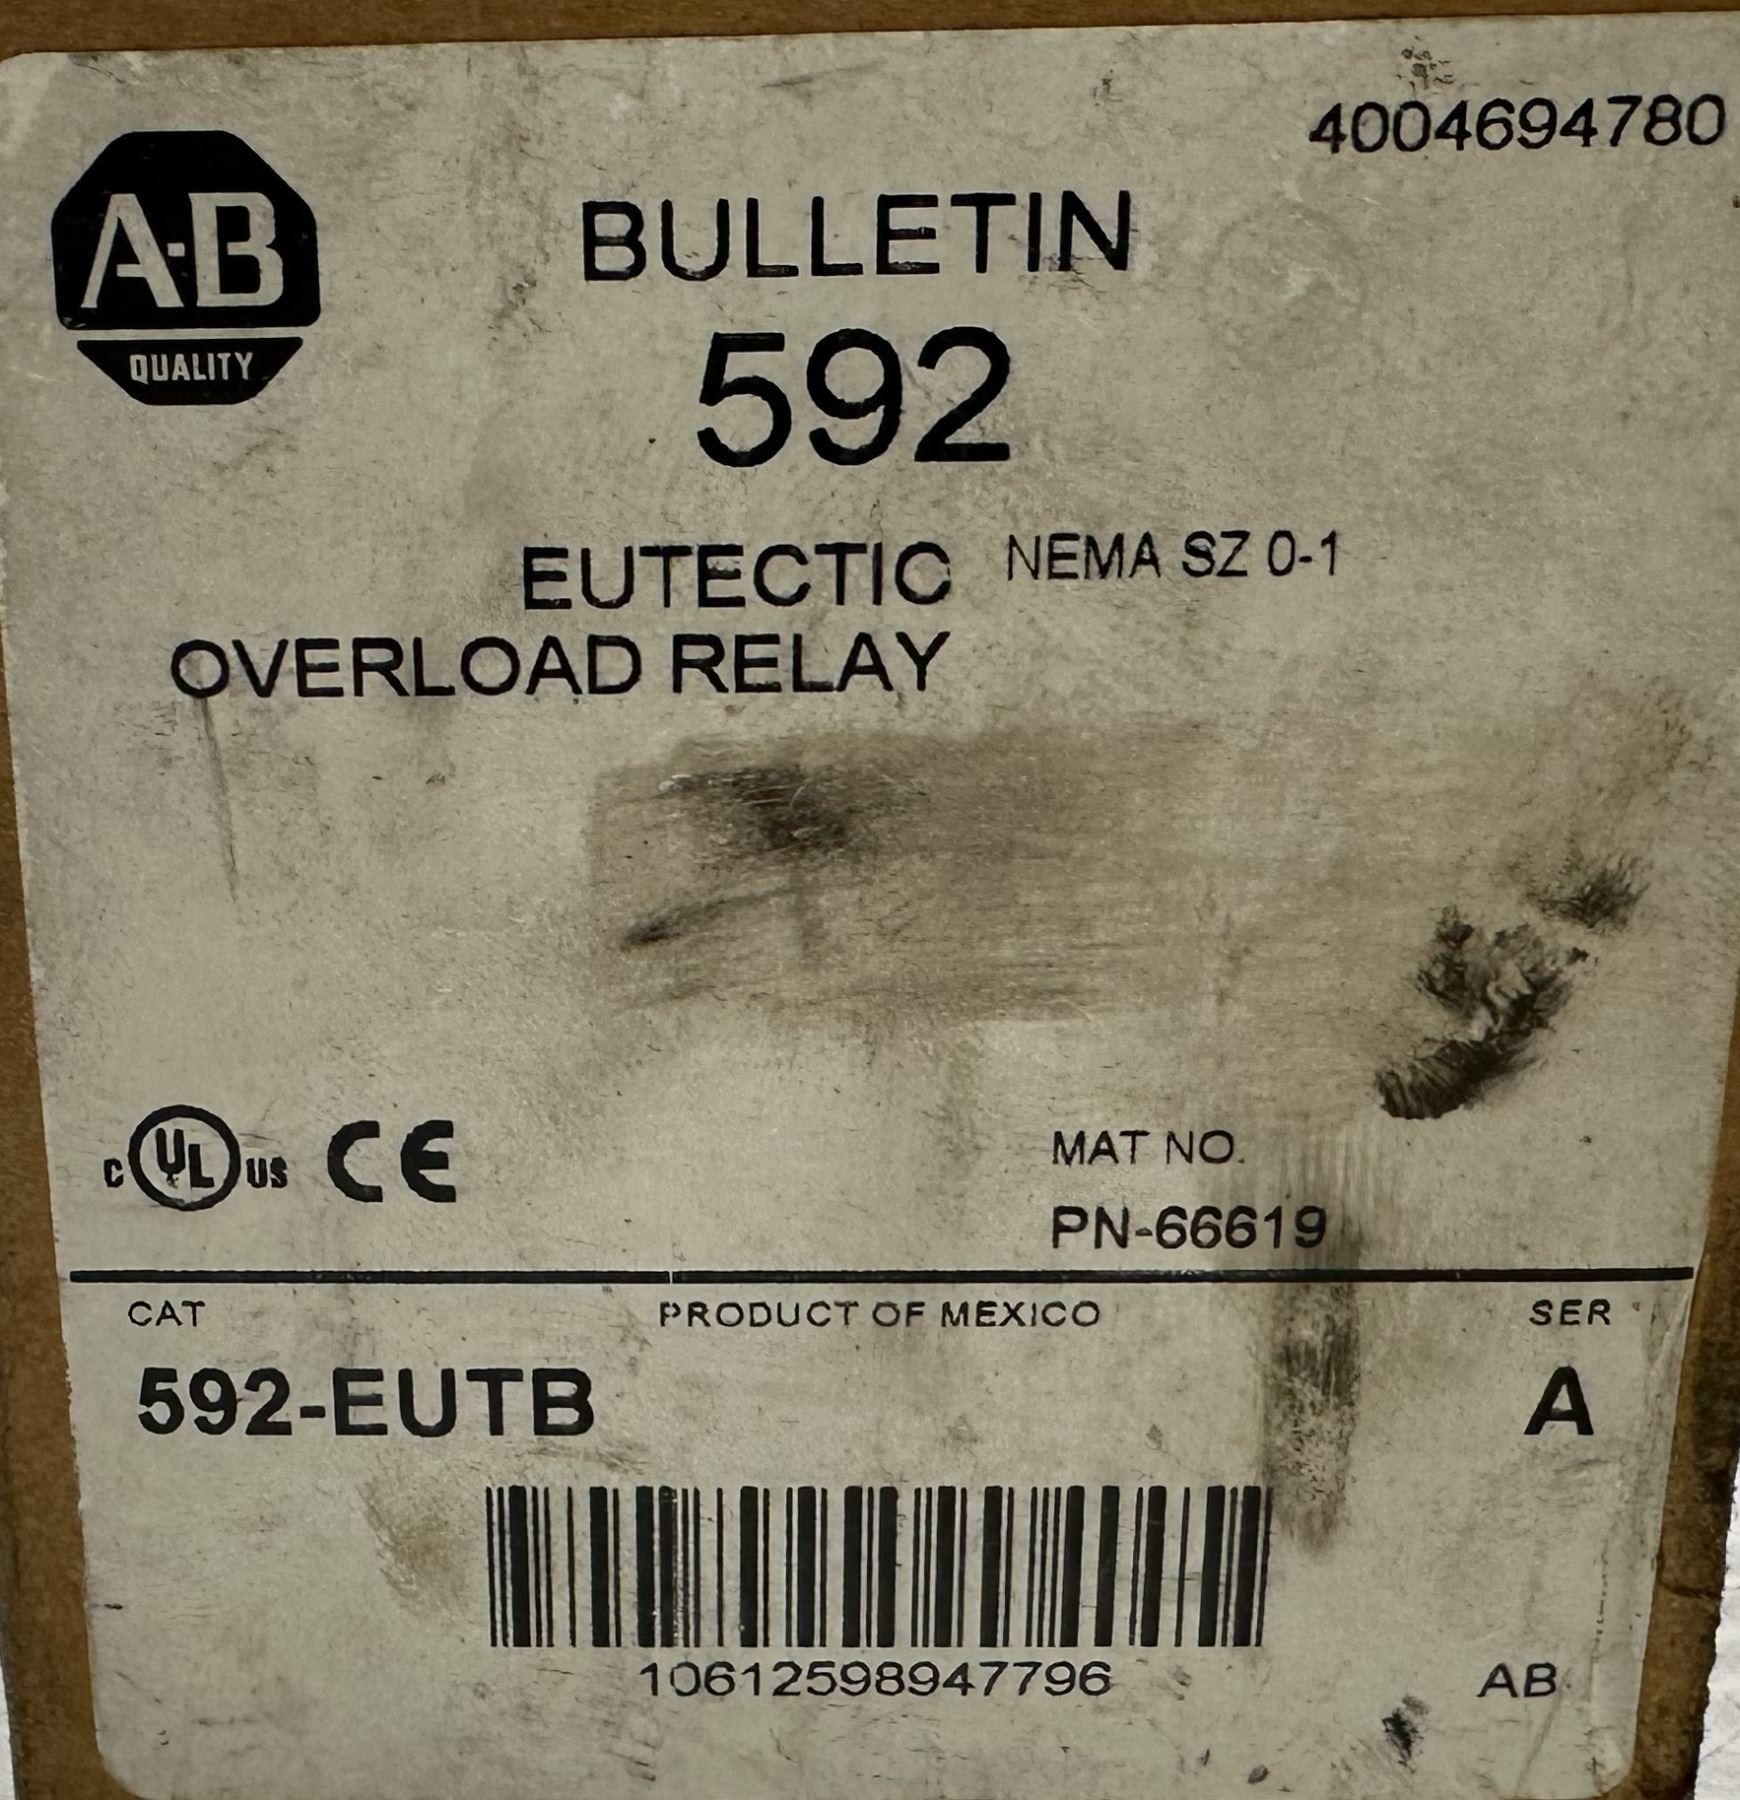 4004694780
A-B
QUALITY
BULLETIN
592
EUTECTIC NEMA SZ 0-1
OVERLOAD RELAY
C UL US CE
MAT NO.
PN-66619
CAT PRODUCT OF MEXICO SER
592-EUTB A
10612598947796 AB